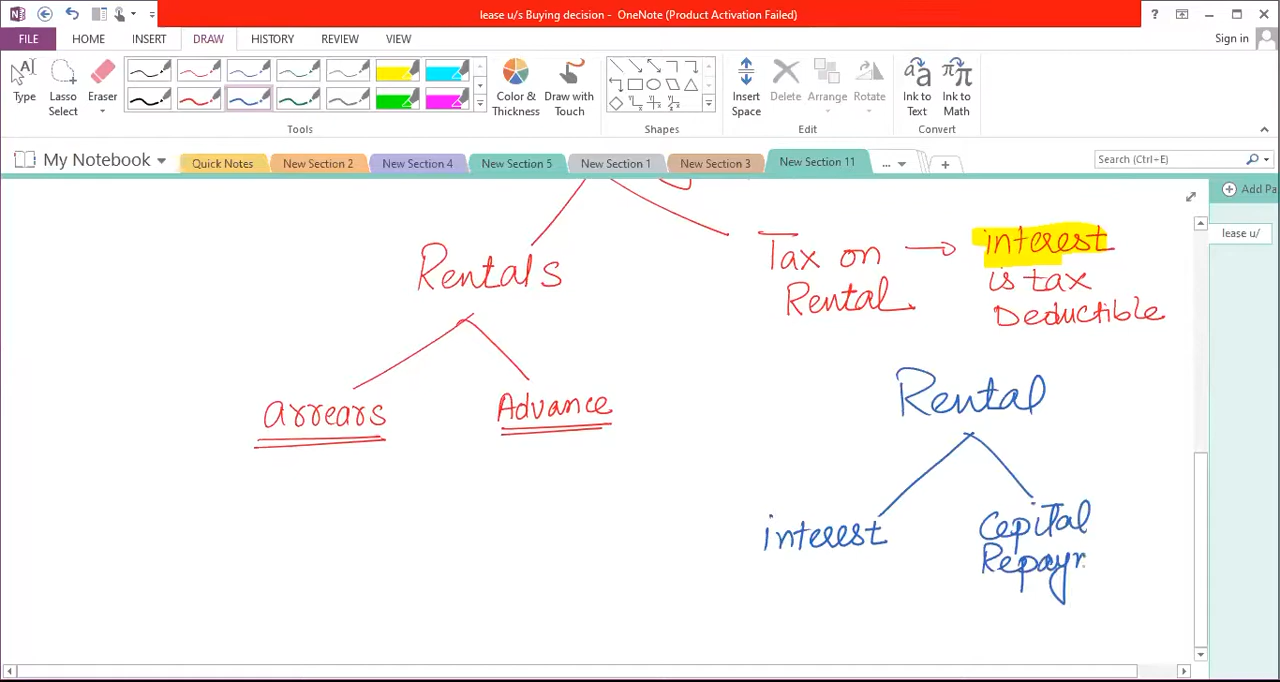 lease u/s Buying decision - OneNote (Product Activation Failed)
FILE HOME INSERT DRAW HISTORY REVIEW VIEW
Sign in
Type
Lasso Select
Eraser
Color & Thickness
Draw with Touch
Insert Space
Delete
Arrange
Rotate
Ink to Text
Ink to Math
Tools
Shapes
Edit
Convert
My Notebook
Quick Notes
New Section 2
New Section 4
New Section 5
New Section 1
New Section 3
New Section 11
...
Search (Ctrl+E)
Add Pa
lease u/
Rentals
Tax on
Rental
interest
is tax
Deductible
arrears
Advance
Rental
interest
Cepital
Repayr